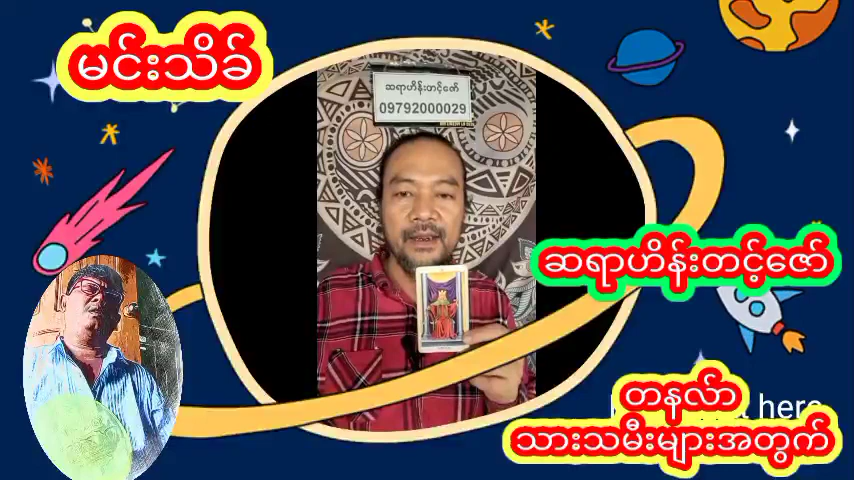 မင်းသိခ်
ဆရာဟိန်းတင့်ဇော်
09792000029
ဆရာဟိန်းတင့်ဇော်
တနင်္လာ
here
သားသမီးများအတွက်